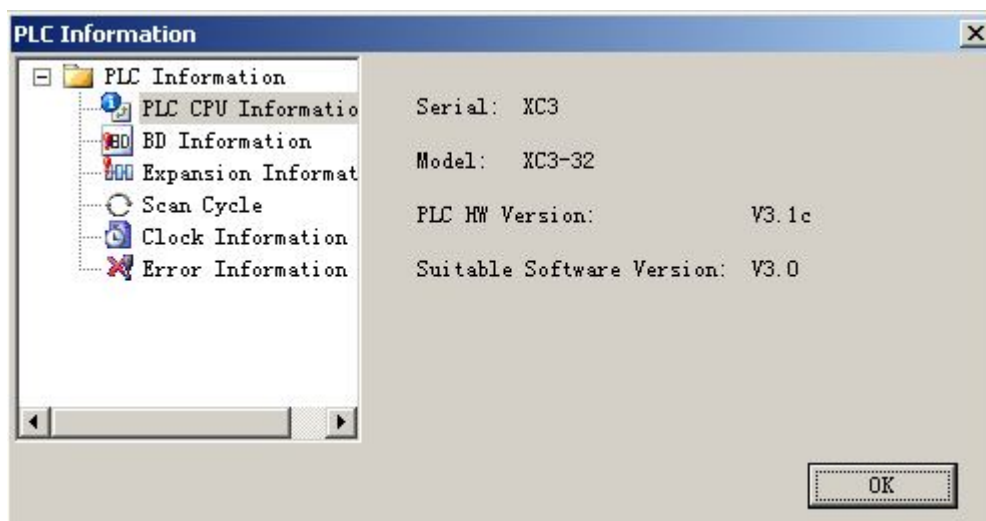 PLC Information
PLC Information
PLC CPU Informatio
BD Information
Expansion Informat
Scan Cycle
Clock Information
Error Information
Serial: XC3
Model: XC3-32
PLC HW Version: V3.1c
Suitable Software Version: V3.0
OK